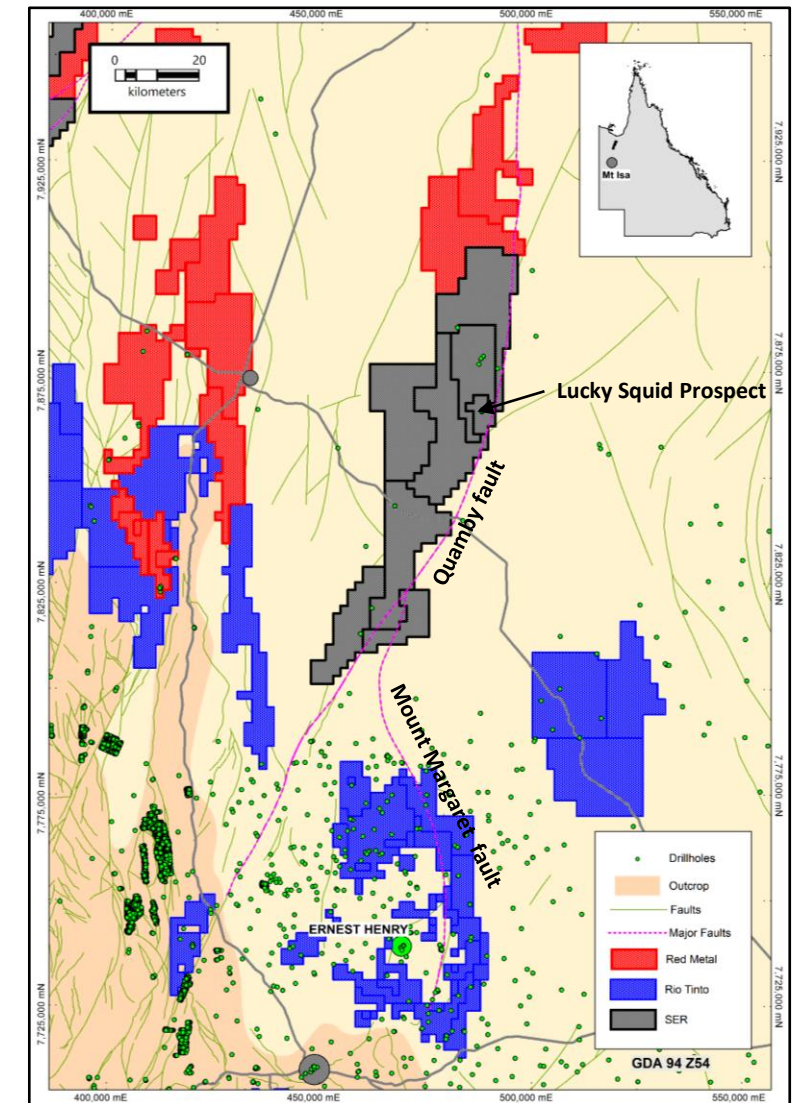 400,000 mE
450,000 mE
500,000 mE
550,000 mE
0 20
kilometers
Mt Isa
7,925,000 mN
7,925,000 mN
7,875,000 mN
7,875,000 mN
Lucky Squid Prospect
Quamby fault
7,825,000 mN
7,825,000 mN
Mount Margaret fault
7,775,000 mN
7,775,000 mN
Drillholes
Outcrop
Faults
Major Faults
Red Metal
Rio Tinto
SER
GDA 94 Z54
ERNEST HENRY
7,725,000 mN
7,725,000 mN
400,000 mE
450,000 mE
500,000 mE
550,000 mE